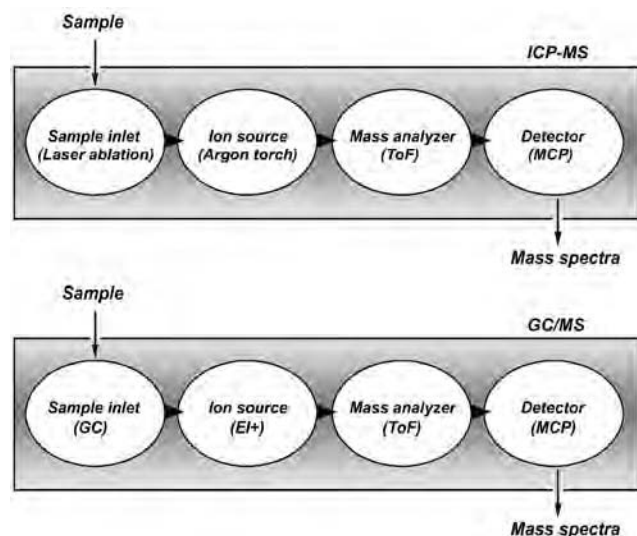 Sample
ICP-MS
Sample inlet
(Laser ablation)
Ion source
(Argon torch)
Mass analyzer
(ToF)
Detector
(MCP)
Mass spectra
Sample
GC/MS
Sample inlet
(GC)
Ion source
(EI+)
Mass analyzer
(ToF)
Detector
(MCP)
Mass spectra